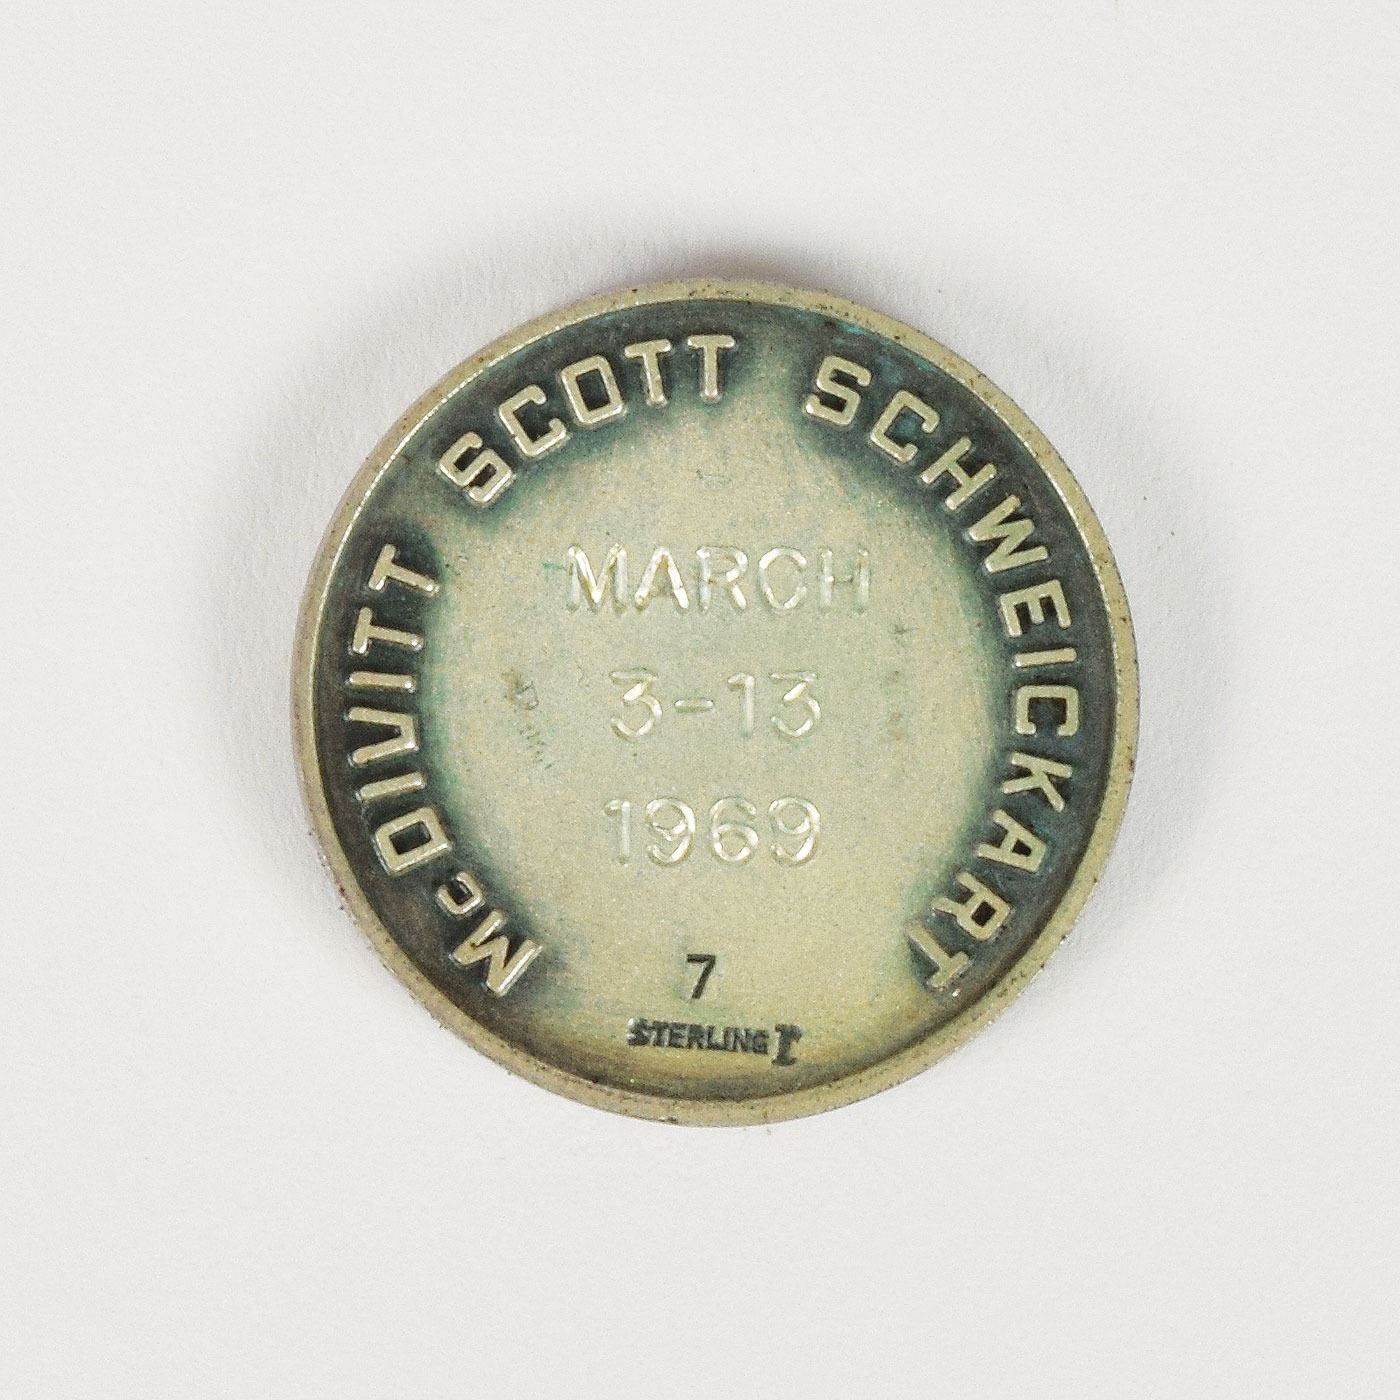 McDIVITT SCOTT SCHWEICKART
MARCH
3-13
1969
7
STERLING